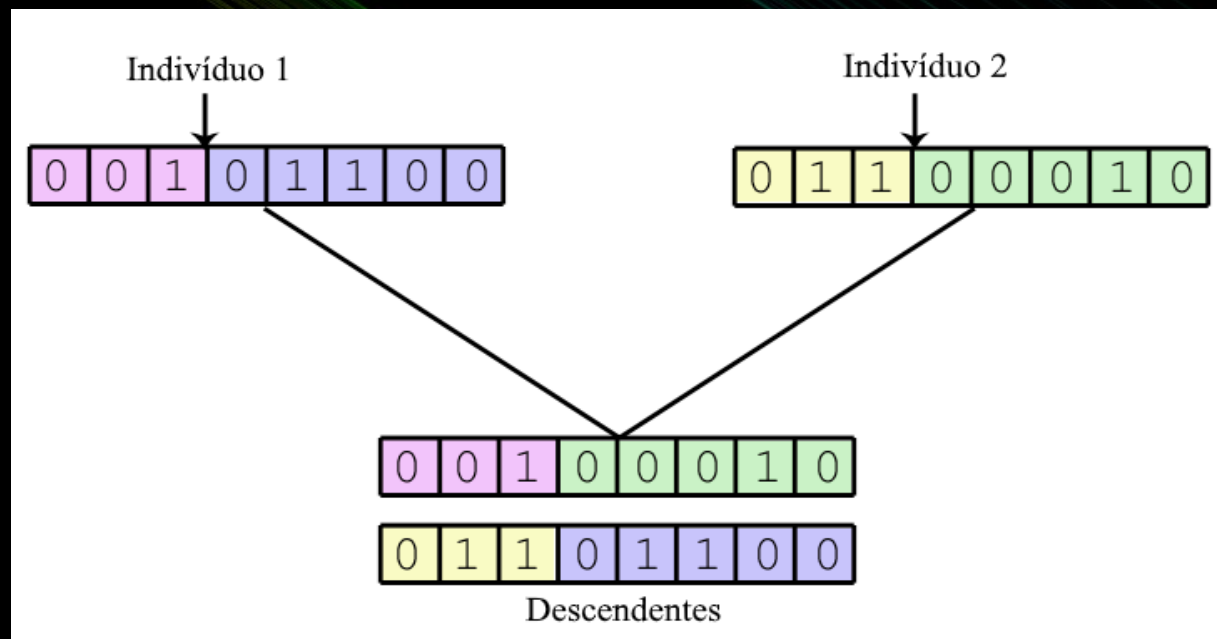 Indivíduo 1
Indivíduo 2
0 0 1 0 1 1 0 0
0 1 1 0 0 0 1 0
0 0 1 0 0 0 1 0
0 1 1 0 1 1 0 0
Descendentes